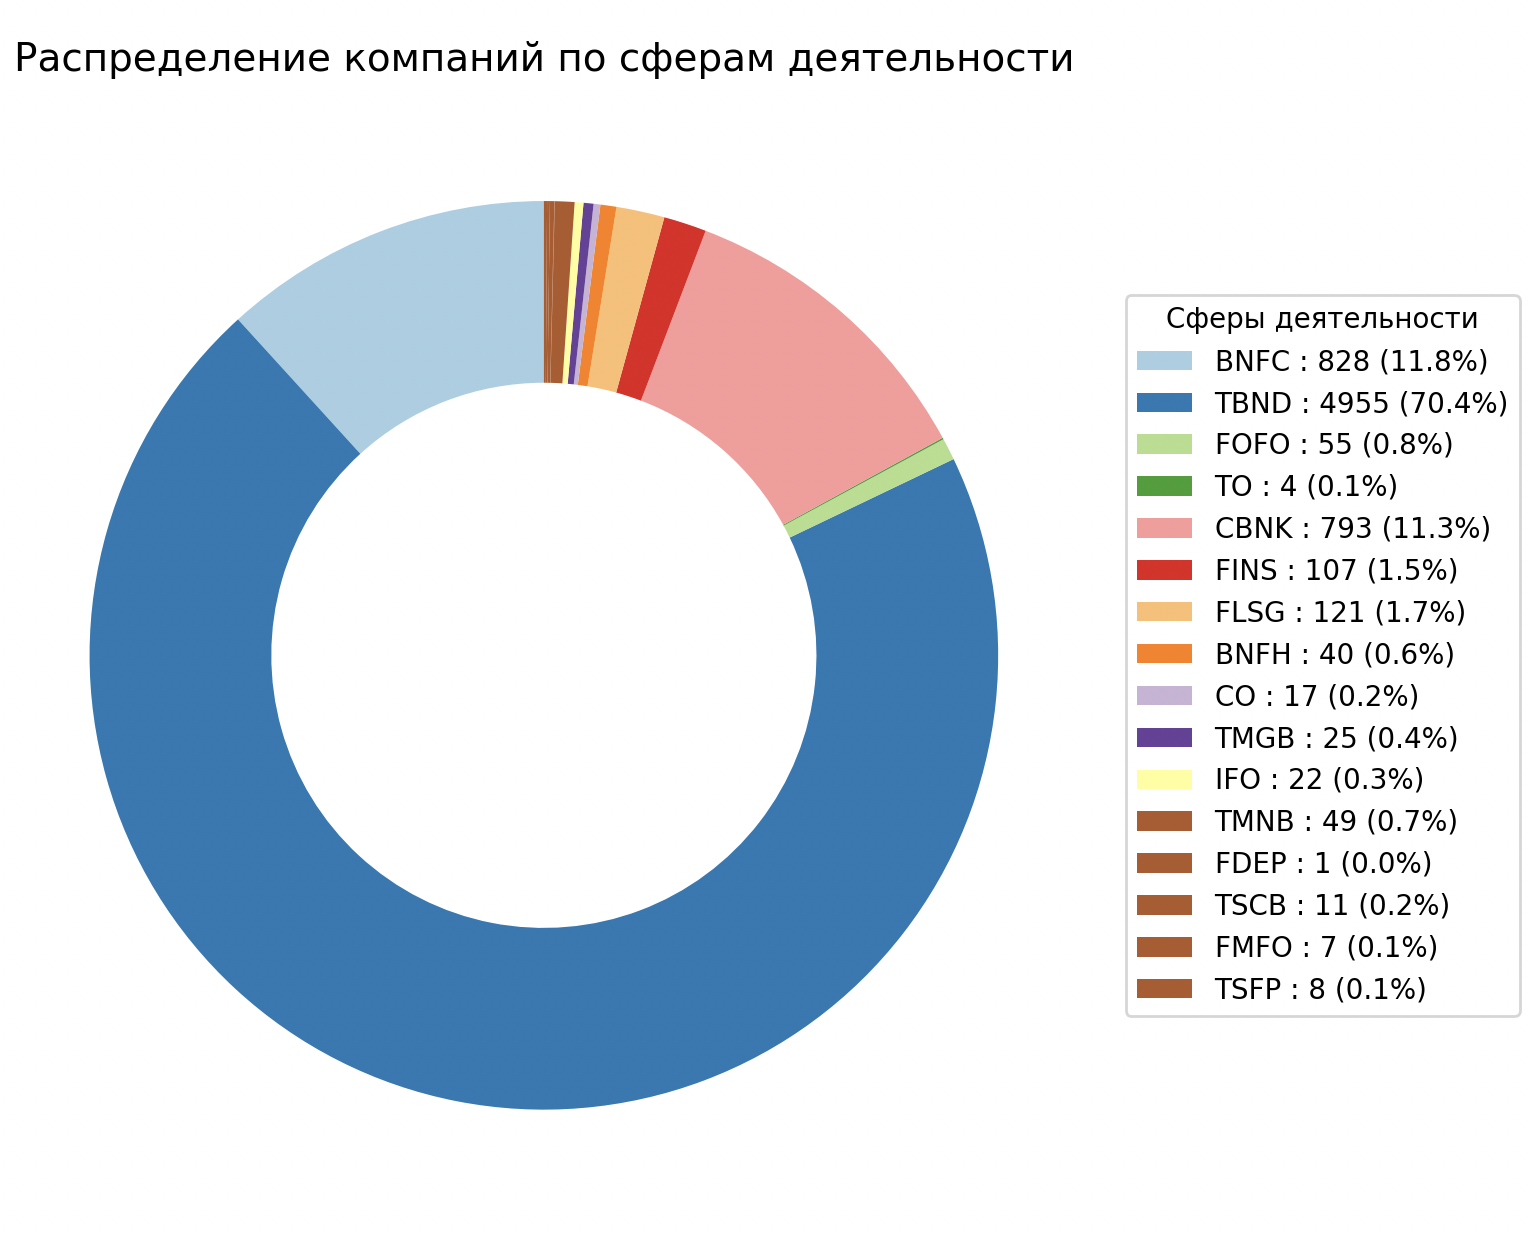 Распределение компаний по сферам деятельности
Сферы деятельности
BNFC : 828 (11.8%)
TBND : 4955 (70.4%)
FOFO : 55 (0.8%)
TO : 4 (0.1%)
CBNK : 793 (11.3%)
FINS : 107 (1.5%)
FLSG : 121 (1.7%)
BNFH : 40 (0.6%)
CO : 17 (0.2%)
TMGB : 25 (0.4%)
IFO : 22 (0.3%)
TMNB : 49 (0.7%)
FDEP : 1 (0.0%)
TSCB : 11 (0.2%)
FMFO : 7 (0.1%)
TSFP : 8 (0.1%)